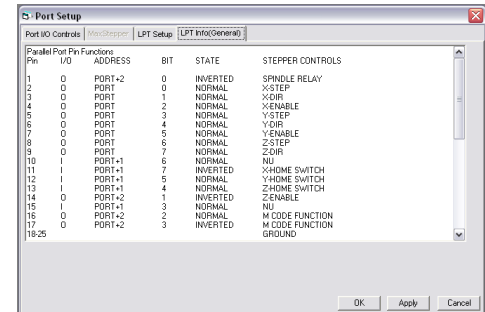 Port Setup
Port I/O Controls MaxStepper LPT Setup LPT Info(General)
Parallel Port Pin Functions
Pin I/O ADDRESS BIT STATE STEPPER CONTROLS
1 O PORT+2 0 INVERTED SPINDLE RELAY
2 O PORT 0 NORMAL X-STEP
3 O PORT 1 NORMAL X-DIR
4 O PORT 2 NORMAL X-ENABLE
5 O PORT 3 NORMAL Y-STEP
6 O PORT 4 NORMAL Y-DIR
7 O PORT 5 NORMAL Y-ENABLE
8 O PORT 6 NORMAL Z-STEP
9 O PORT 7 NORMAL Z-DIR
10 I PORT+1 6 NORMAL NU
11 I PORT+1 7 INVERTED X-HOME SWITCH
12 I PORT+1 5 NORMAL Y-HOME SWITCH
13 I PORT+1 4 NORMAL Z-HOME SWITCH
14 O PORT+2 1 INVERTED Z-ENABLE
15 I PORT+1 3 NORMAL NU
16 O PORT+2 2 NORMAL M CODE FUNCTION
17 O PORT+2 3 INVERTED M CODE FUNCTION
18-25 GROUND
OK Apply Cancel